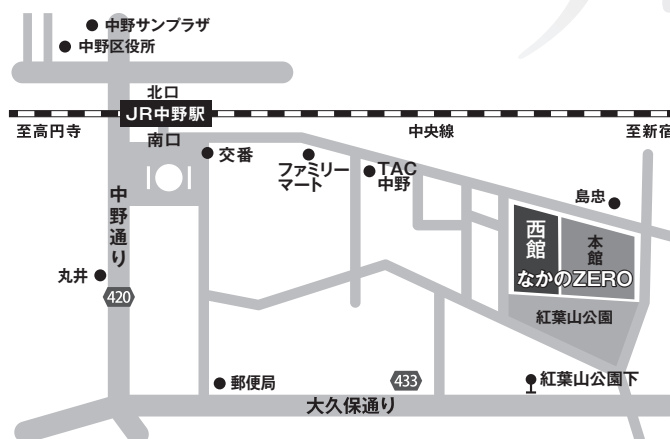 中野サンプラザ
中野区役所
北口
JR中野駅
至高円寺
中央線
至新宿
南口
交番
ファミリー
マート
TAC
中野
島忠
中野通り
西館
本館
なかのZERO
丸井
420
紅葉山公園
郵便局
433
紅葉山公園下
大久保通り